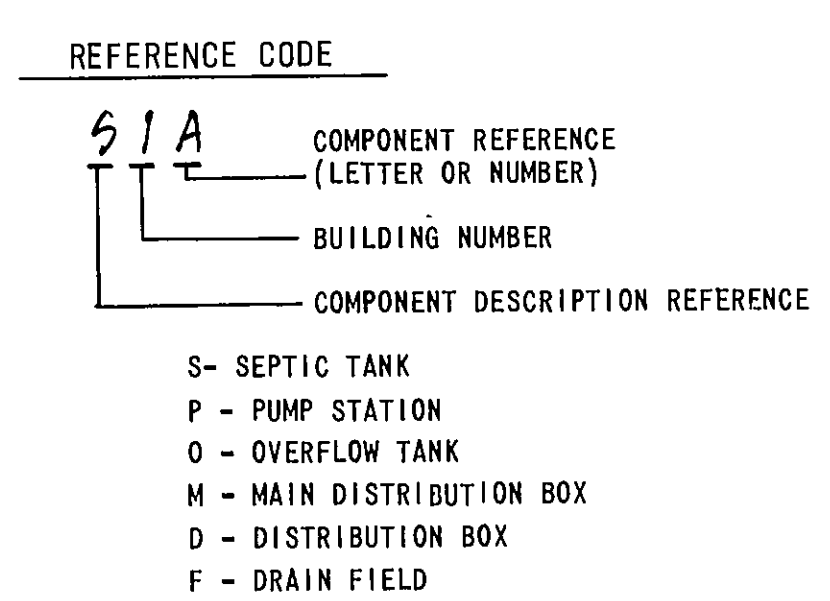 REFERENCE CODE
S 1 A
COMPONENT REFERENCE
(LETTER OR NUMBER)
BUILDING NUMBER
COMPONENT DESCRIPTION REFERENCE
S- SEPTIC TANK
P - PUMP STATION
O - OVERFLOW TANK
M - MAIN DISTRIBUTION BOX
D - DISTRIBUTION BOX
F - DRAIN FIELD